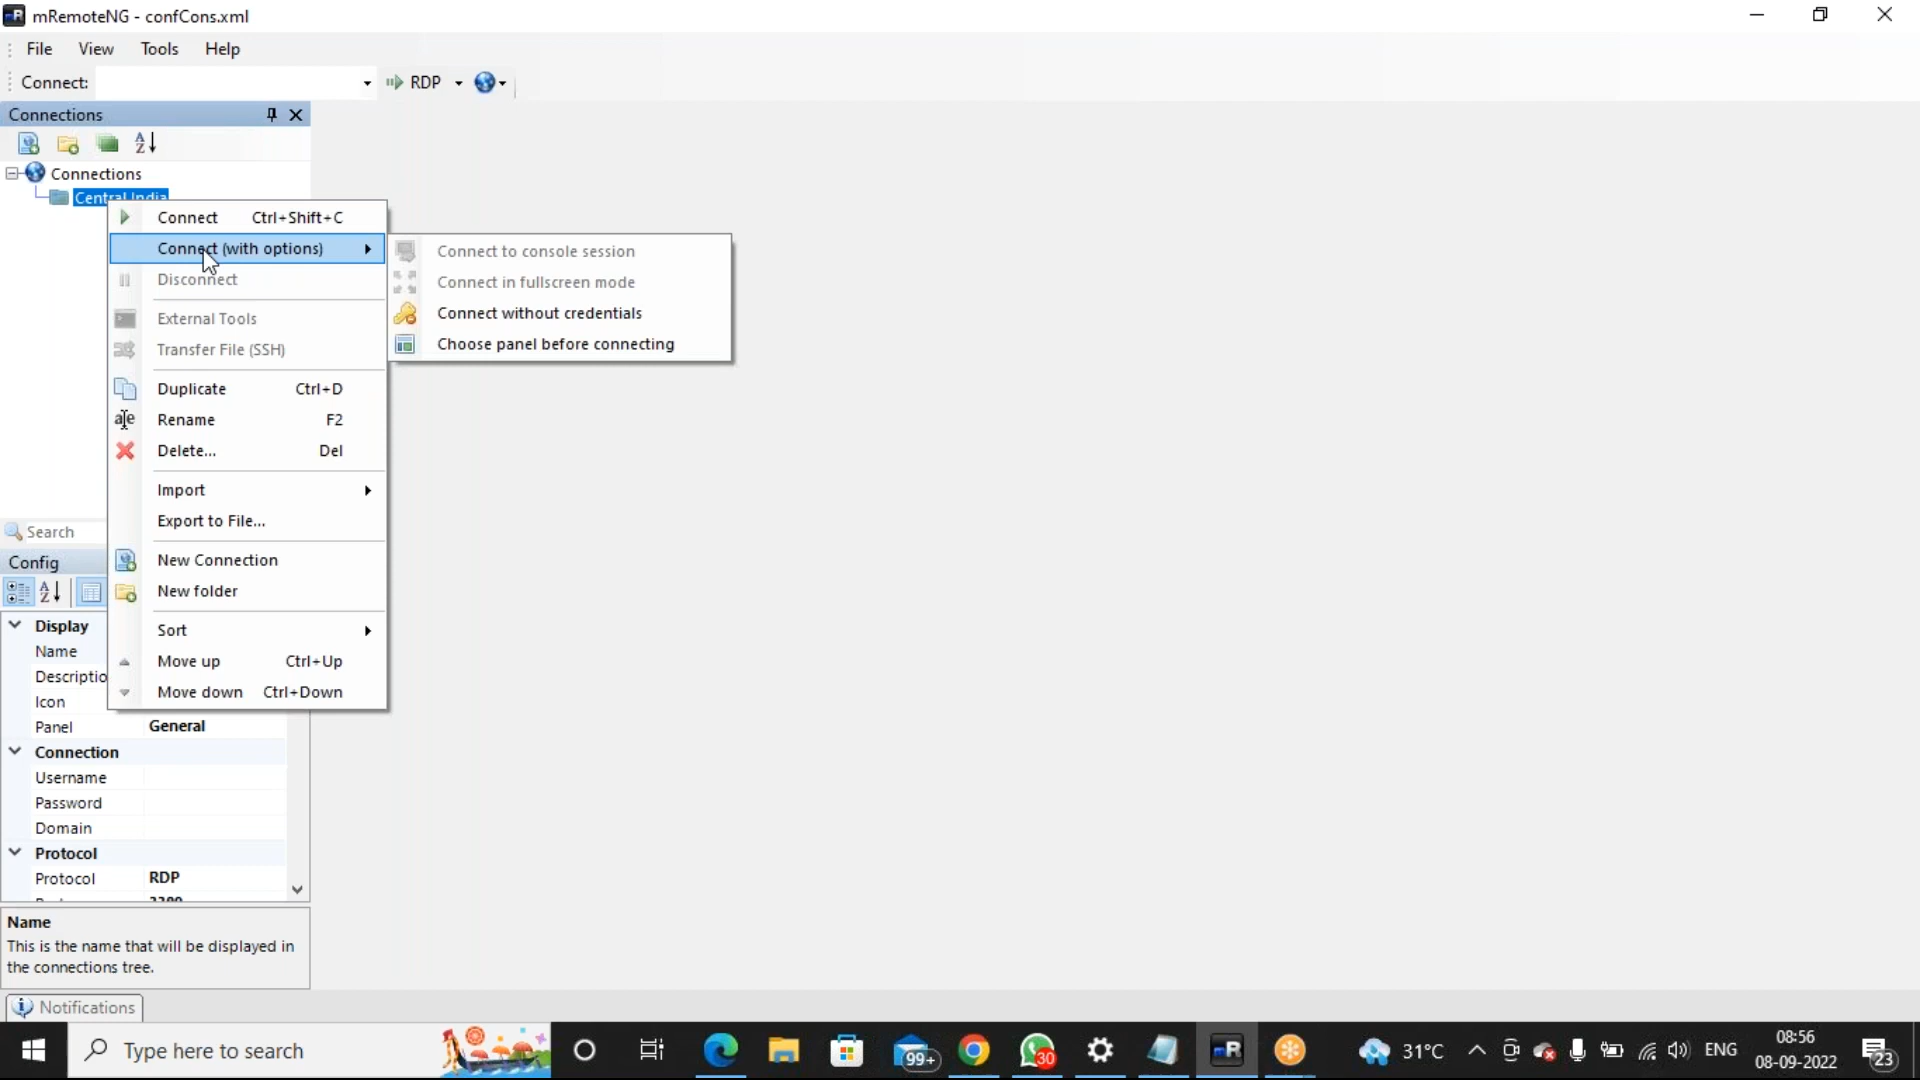 mRemoteNG - confCons.xml
File View Tools Help
Connect: RDP
Connections
Connections
Central India
Connect Ctrl+Shift+C
Connect (with options)
Disconnect
External Tools
Transfer File (SSH)
Duplicate Ctrl+D
Rename F2
Delete... Del
Import
Export to File...
New Connection
New folder
Sort
Move up Ctrl+Up
Move down Ctrl+Down
Connect to console session
Connect in fullscreen mode
Connect without credentials
Choose panel before connecting
Search
Config
Display
Name
Descriptio
Icon
Panel General
Connection
Username
Password
Domain
Protocol
Protocol RDP
Name
This is the name that will be displayed in
the connections tree.
Notifications
Type here to search
99+
30
31°C
ENG
08:56
08-09-2022
23